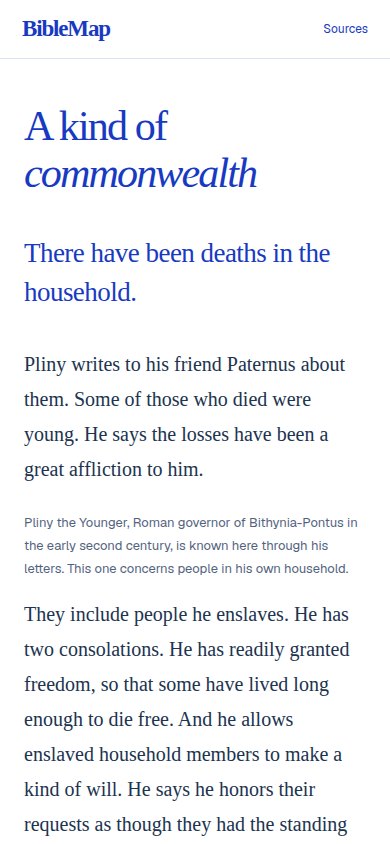 BibleMap
Sources
A kind of
commonwealth
There have been deaths in the
household.
Pliny writes to his friend Paternus about
them. Some of those who died were
young. He says the losses have been a
great affliction to him.
Pliny the Younger, Roman governor of Bithynia-Pontus in
the early second century, is known here through his
letters. This one concerns people in his own household.
They include people he enslaves. He has
two consolations. He has readily granted
freedom, so that some have lived long
enough to die free. And he allows
enslaved household members to make a
kind of will. He says he honors their
requests as though they had the standing